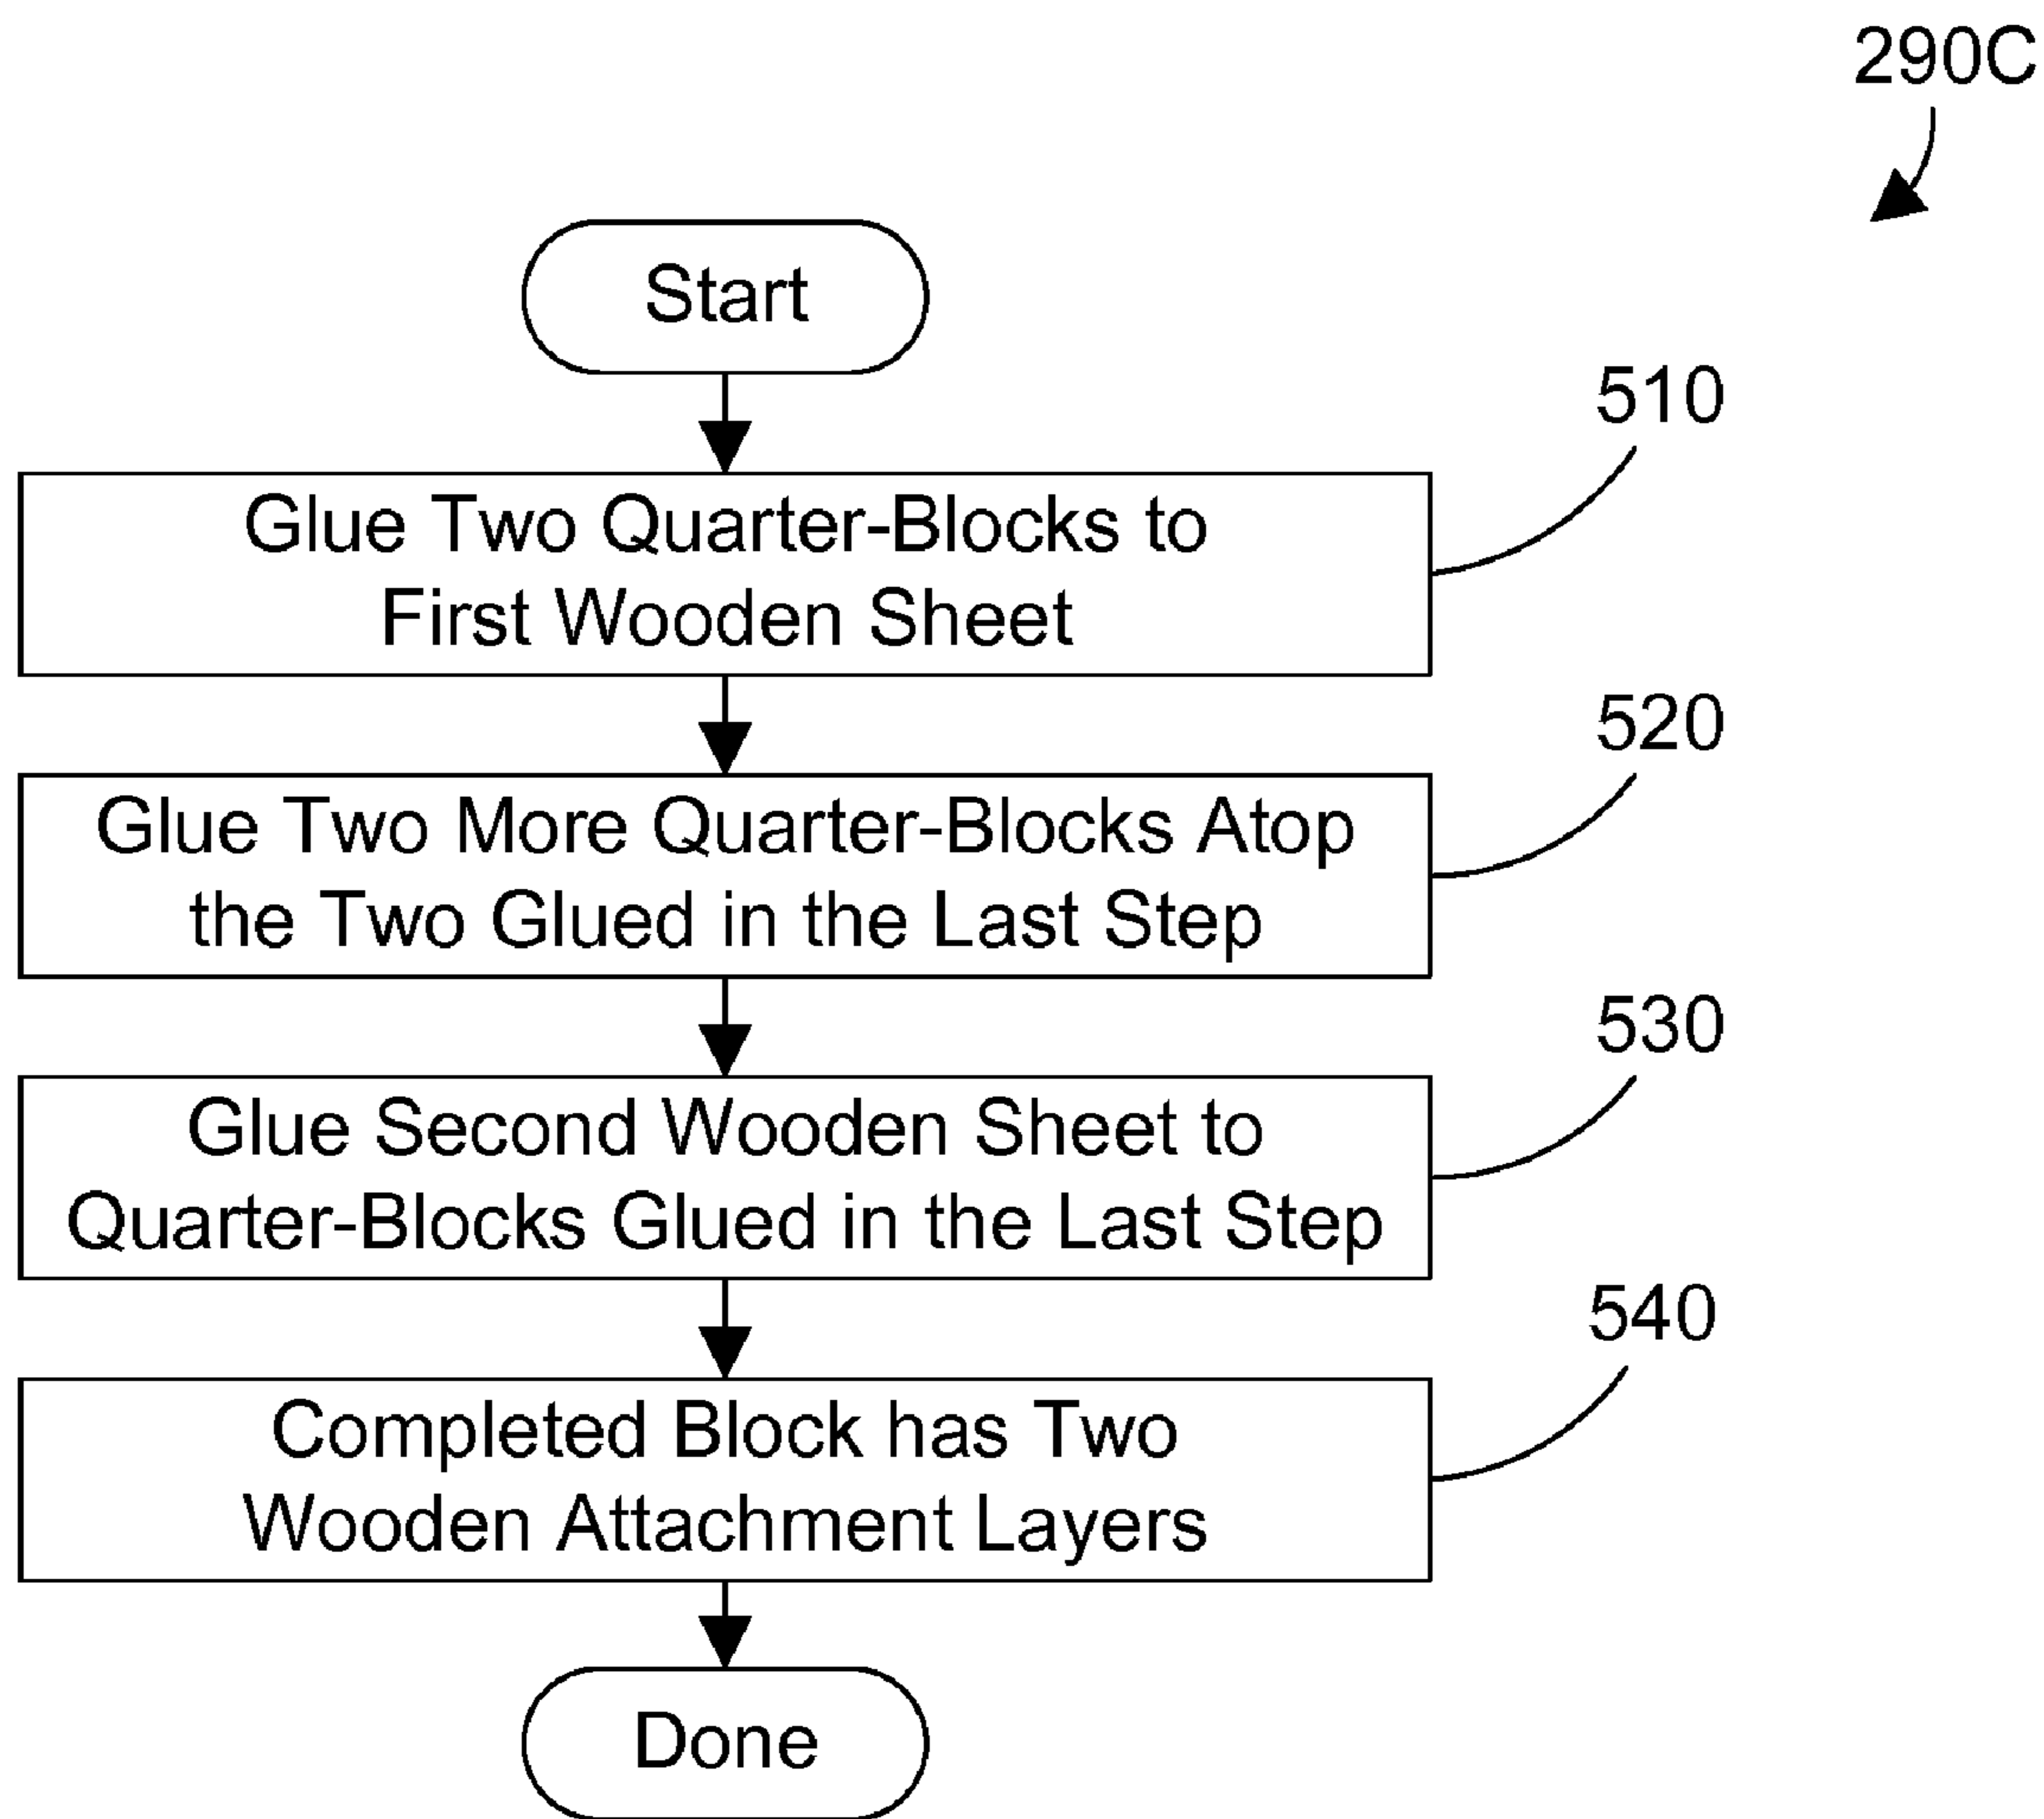 290C
Start
510
Glue Two Quarter-Blocks to
First Wooden Sheet
520
Glue Two More Quarter-Blocks Atop
the Two Glued in the Last Step
530
Glue Second Wooden Sheet to
Quarter-Blocks Glued in the Last Step
540
Completed Block has Two
Wooden Attachment Layers
Done